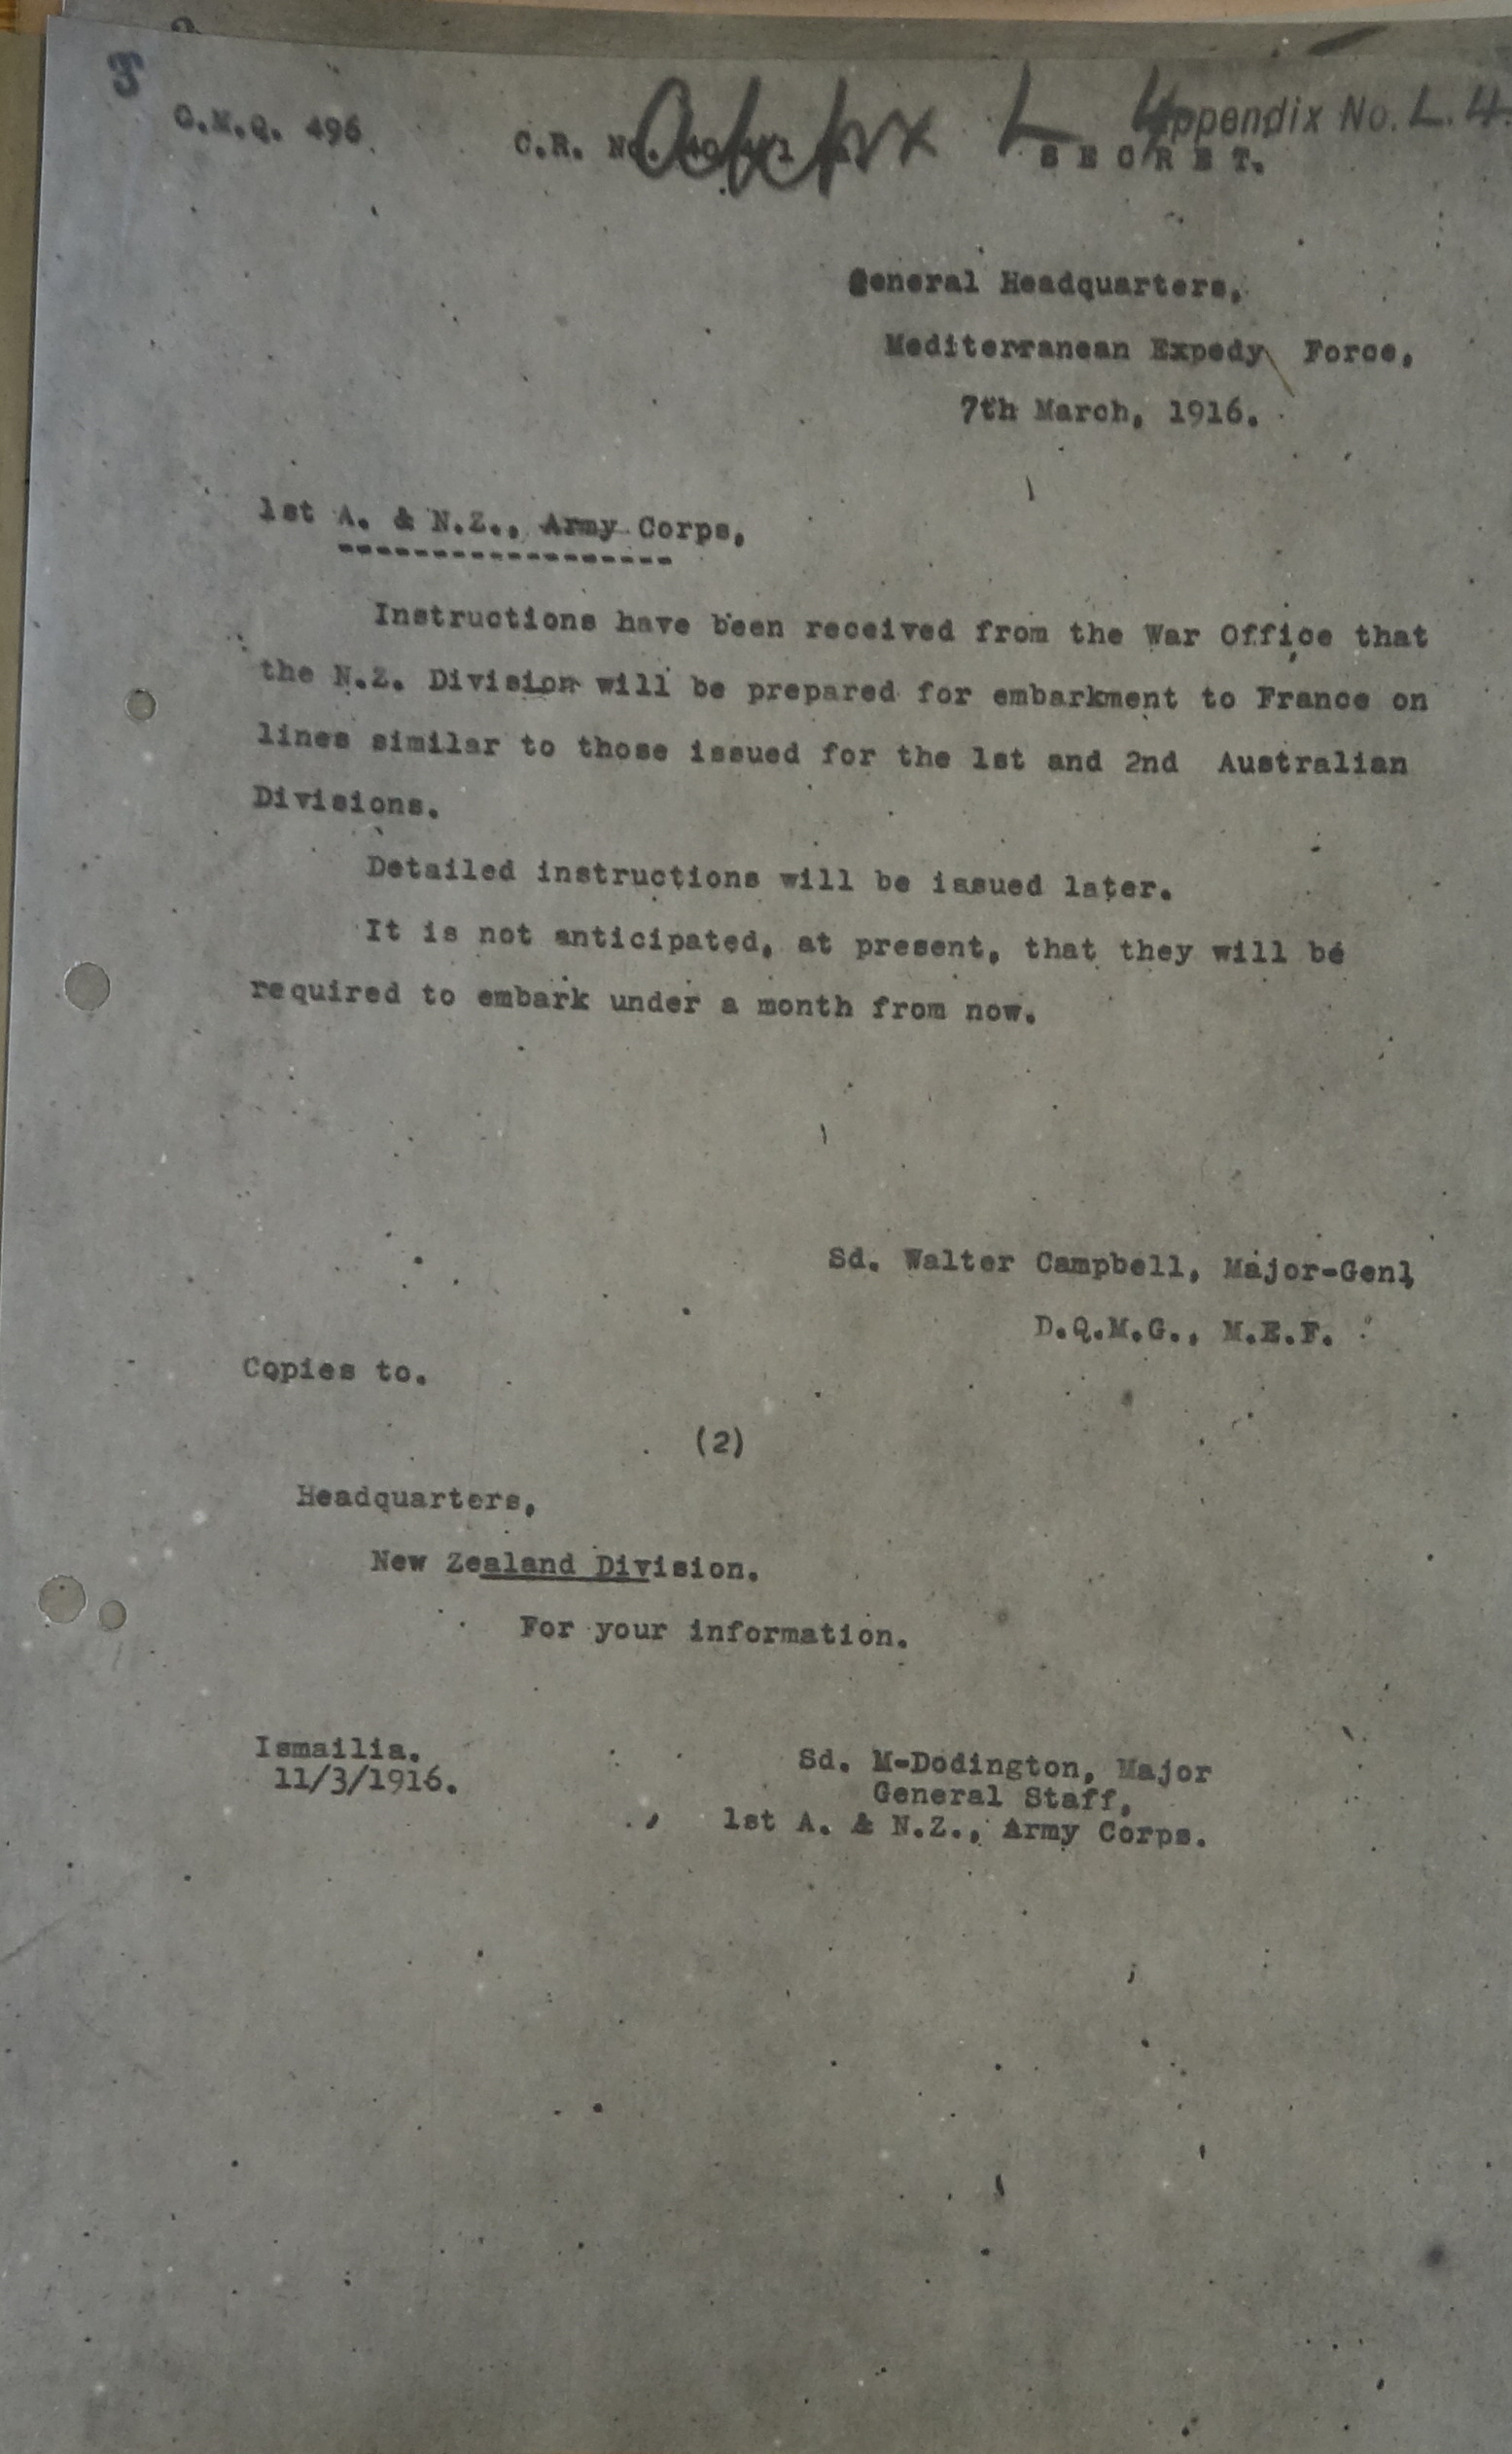 3
Appx L 4
Appendix No. L.4.
C.M.Q. 496
C.R. No.
SECRET.
General Headquarters,
Mediterranean Expedy Force,
7th March, 1916.
1st A. & N.Z., Army Corps,
Instructions have been received from the War Office that
the N.Z. Division will be prepared for embarkment to France on
lines similar to those issued for the 1st and 2nd Australian
Divisions.
Detailed instructions will be issued later.
It is not anticipated, at present, that they will be
required to embark under a month from now.
Sd. Walter Campbell, Major-Genl
D.Q.M.G., M.E.F.
Copies to.
(2)
Headquarters,
New Zealand Division.
For your information.
Ismailia.
11/3/1916.
Sd. M-Dodington, Major
General Staff,
1st A. & N.Z., Army Corps.